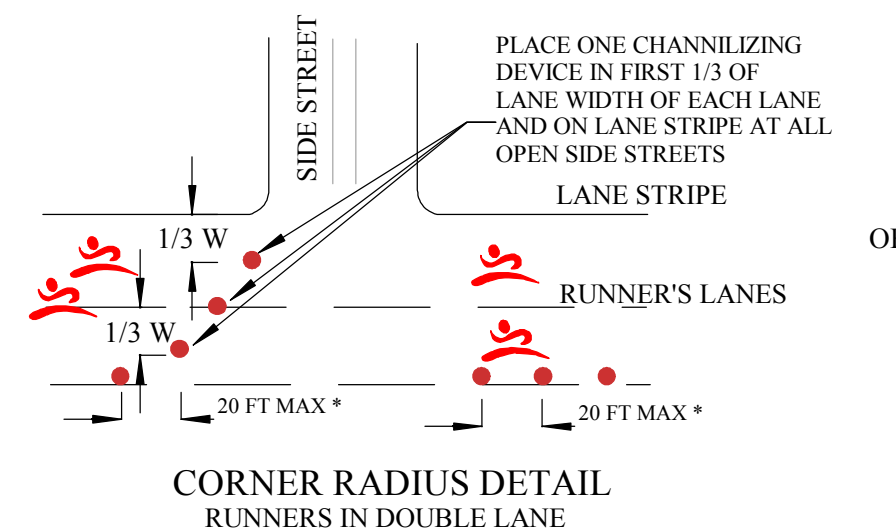 SIDE STREET
PLACE ONE CHANNILIZING
DEVICE IN FIRST 1/3 OF
LANE WIDTH OF EACH LANE
AND ON LANE STRIPE AT ALL
OPEN SIDE STREETS
LANE STRIPE
1/3 W
RUNNER'S LANES
1/3 W
20 FT MAX *
20 FT MAX *
CORNER RADIUS DETAIL
RUNNERS IN DOUBLE LANE